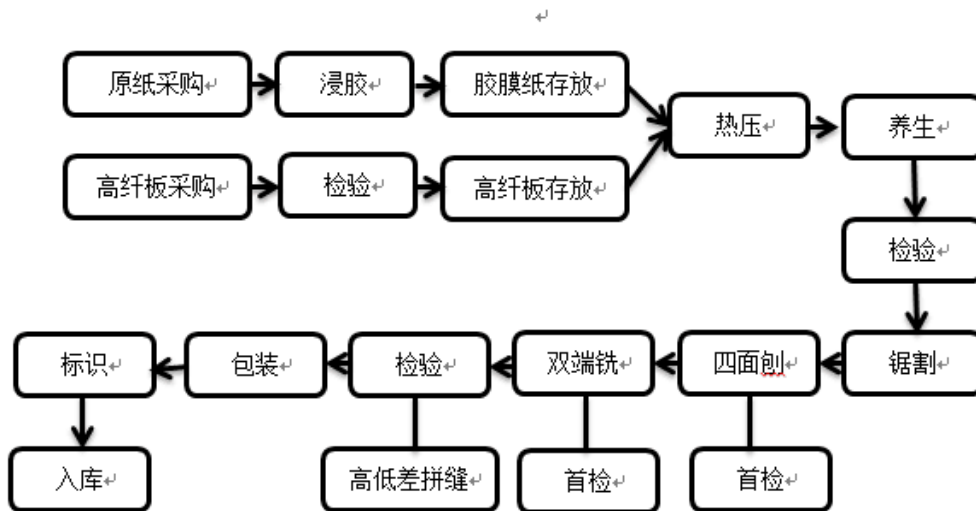 原纸采购
浸胶
胶膜纸存放
热压
养生
高纤板采购
检验
高纤板存放
检验
标识
包装
检验
双端铣
四面刨
锯割
入库
高低差拼缝
首检
首检